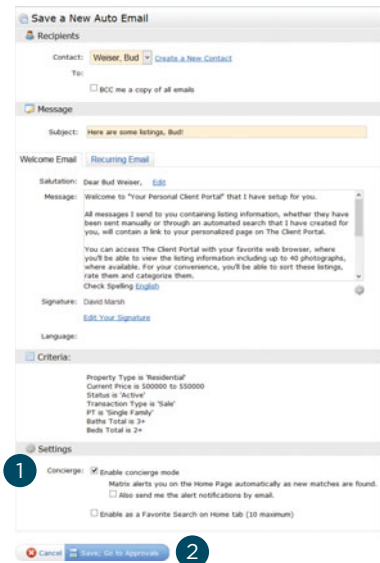 Save a New Auto Email
Recipients
Contact: Weiser, Bud Create a New Contact
To:
BCC me a copy of all emails
Message
Subject: Here are some listings, Bud!
Welcome Email Recurring Email
Salutation: Dear Bud Weiser, Edit
Message: Welcome to "Your Personal Client Portal" that I have setup for you.
All messages I send to you containing listing information, whether they have
been sent manually or through an automated search that I have created for
you, will contain a link to your personalized page on The Client Portal.
You can access The Client Portal with your favorite web browser, where
you'll be able to view the listing information including up to 40 photographs,
where available. For your convenience, you'll be able to sort these listings,
rate them and categorize them.
Check Spelling English
Signature: David Marsh
Edit Your Signature
Language:
Criteria:
Property Type is 'Residential'
Current Price is 500000 to 550000
Status is 'Active'
Transaction Type is 'Sale'
PT is 'Single Family'
Baths Total is 3+
Beds Total is 2+
Settings
1 Concierge: Enable concierge mode
Matrix alerts you on the Home Page automatically as new matches are found.
Also send me the alert notifications by email.
Enable as a Favorite Search on Home tab (10 maximum)
Cancel Save; Go to Approvals 2